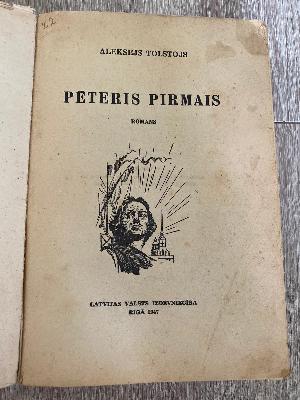 ALEKSEJS TOLSTOJS
PĒTERIS PIRMAIS
ROMANS
LATVIJAS VALSTS IZDEVNIECĪBA
RĪGĀ 1947